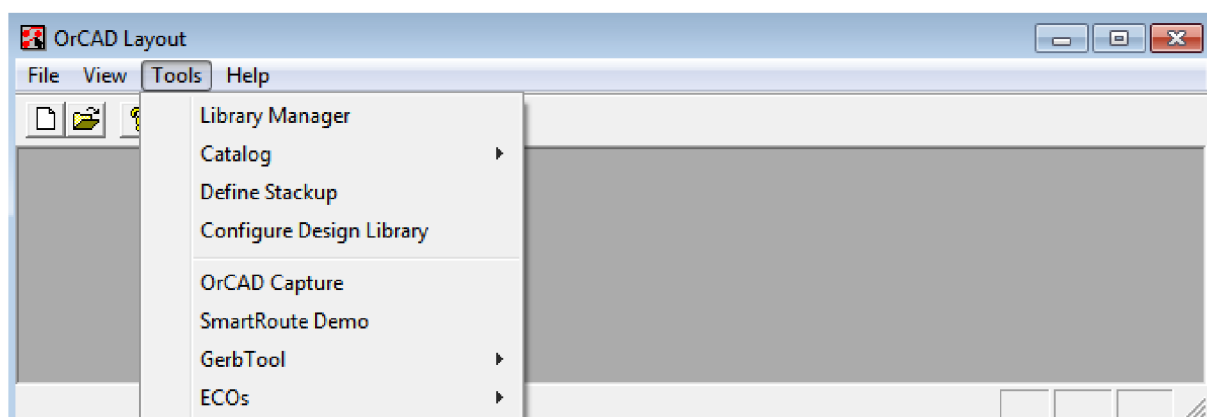 OrCAD Layout
File View Tools Help
Library Manager
Catalog
Define Stackup
Configure Design Library
OrCAD Capture
SmartRoute Demo
GerbTool
ECOs